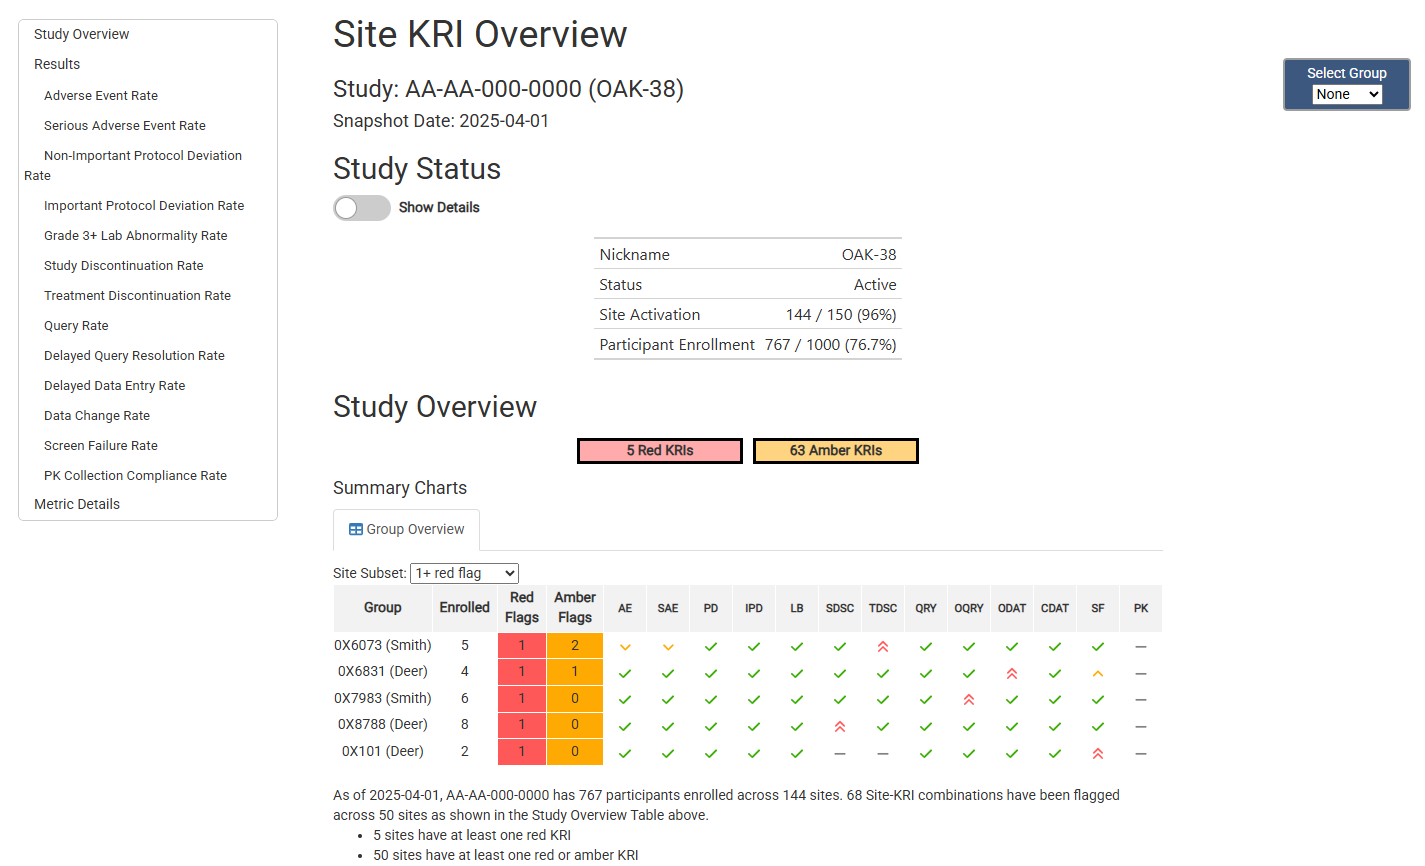 Study Overview
Results
Adverse Event Rate
Serious Adverse Event Rate
Non-Important Protocol Deviation
Rate
Important Protocol Deviation Rate
Grade 3+ Lab Abnormality Rate
Study Discontinuation Rate
Treatment Discontinuation Rate
Query Rate
Delayed Query Resolution Rate
Delayed Data Entry Rate
Data Change Rate
Screen Failure Rate
PK Collection Compliance Rate
Metric Details
Site KRI Overview
Study: AA-AA-000-0000 (OAK-38)
Snapshot Date: 2025-04-01
Select Group
None
Study Status
Show Details
Nickname OAK-38
Status Active
Site Activation 144 / 150 (96%)
Participant Enrollment 767 / 1000 (76.7%)
Study Overview
5 Red KRIs 63 Amber KRIs
Summary Charts
Group Overview
Site Subset: 1+ red flag
Group Enrolled Red Flags Amber Flags AE SAE PD IPD LB SDSC TDSC QRY OQRY ODAT CDAT SF PK
0X6073 (Smith) 5 1 2
0X6831 (Deer) 4 1 1
0X7983 (Smith) 6 1 0
0X8788 (Deer) 8 1 0
0X101 (Deer) 2 1 0
As of 2025-04-01, AA-AA-000-0000 has 767 participants enrolled across 144 sites. 68 Site-KRI combinations have been flagged
across 50 sites as shown in the Study Overview Table above.
• 5 sites have at least one red KRI
• 50 sites have at least one red or amber KRI